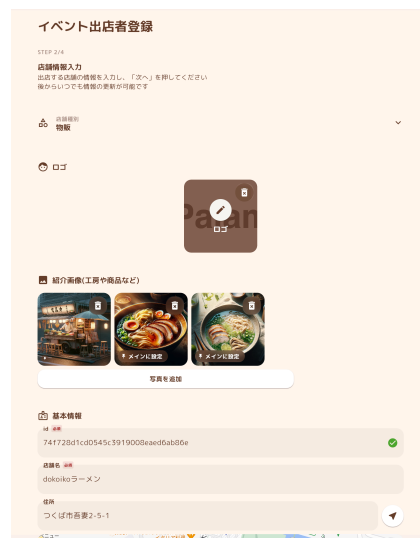 イベント出店者登録
STEP 2/4
店舗情報入力
出店する店舗の情報を入力し、「次へ」を押してください
後からいつでも情報の更新が可能です
店舗種別
物販
ロゴ
ロゴ
紹介画像(工房や商品など)
メインに設定
メインに設定
写真を追加
基本情報
id 必須
74f728d1cd0545c3919008eaed6ab86e
店舗名 必須
dokoikoラーメン
住所
つくば市吾妻2-5-1